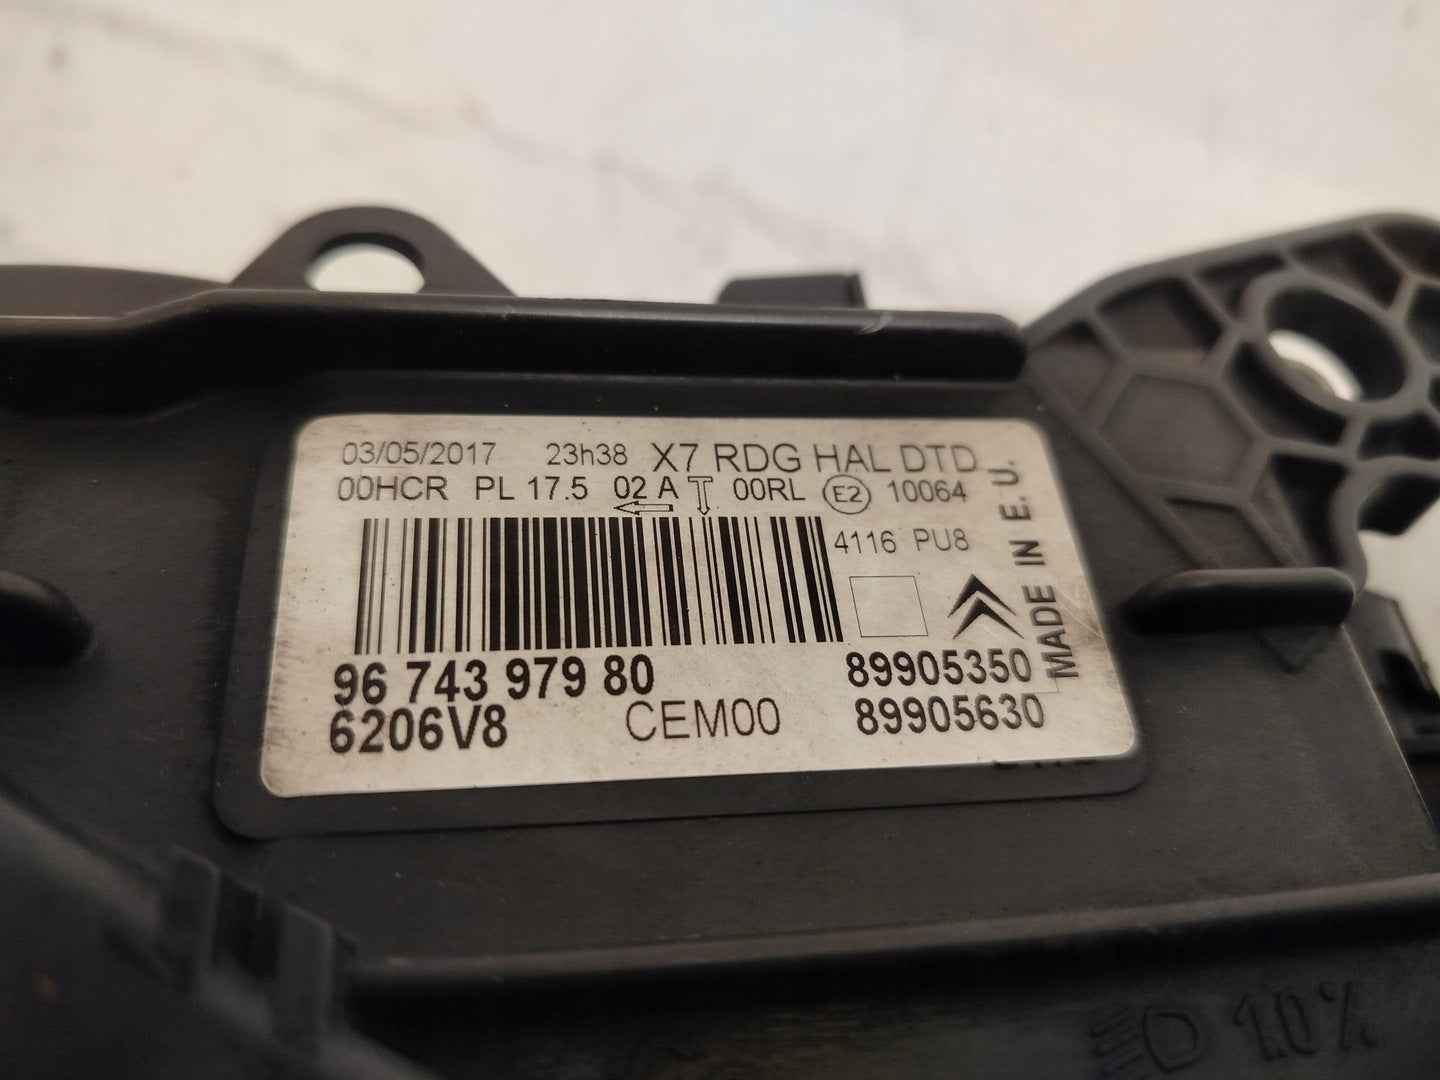 03/05/2017 23h38 X7 RDG HAL DTD
00HCR PL 17.5 02 A 00RL E2 10064
4116 PU8
MADE IN E.U.
96 743 979 80 89905350
6206V8 CEM00 89905630
1.0%